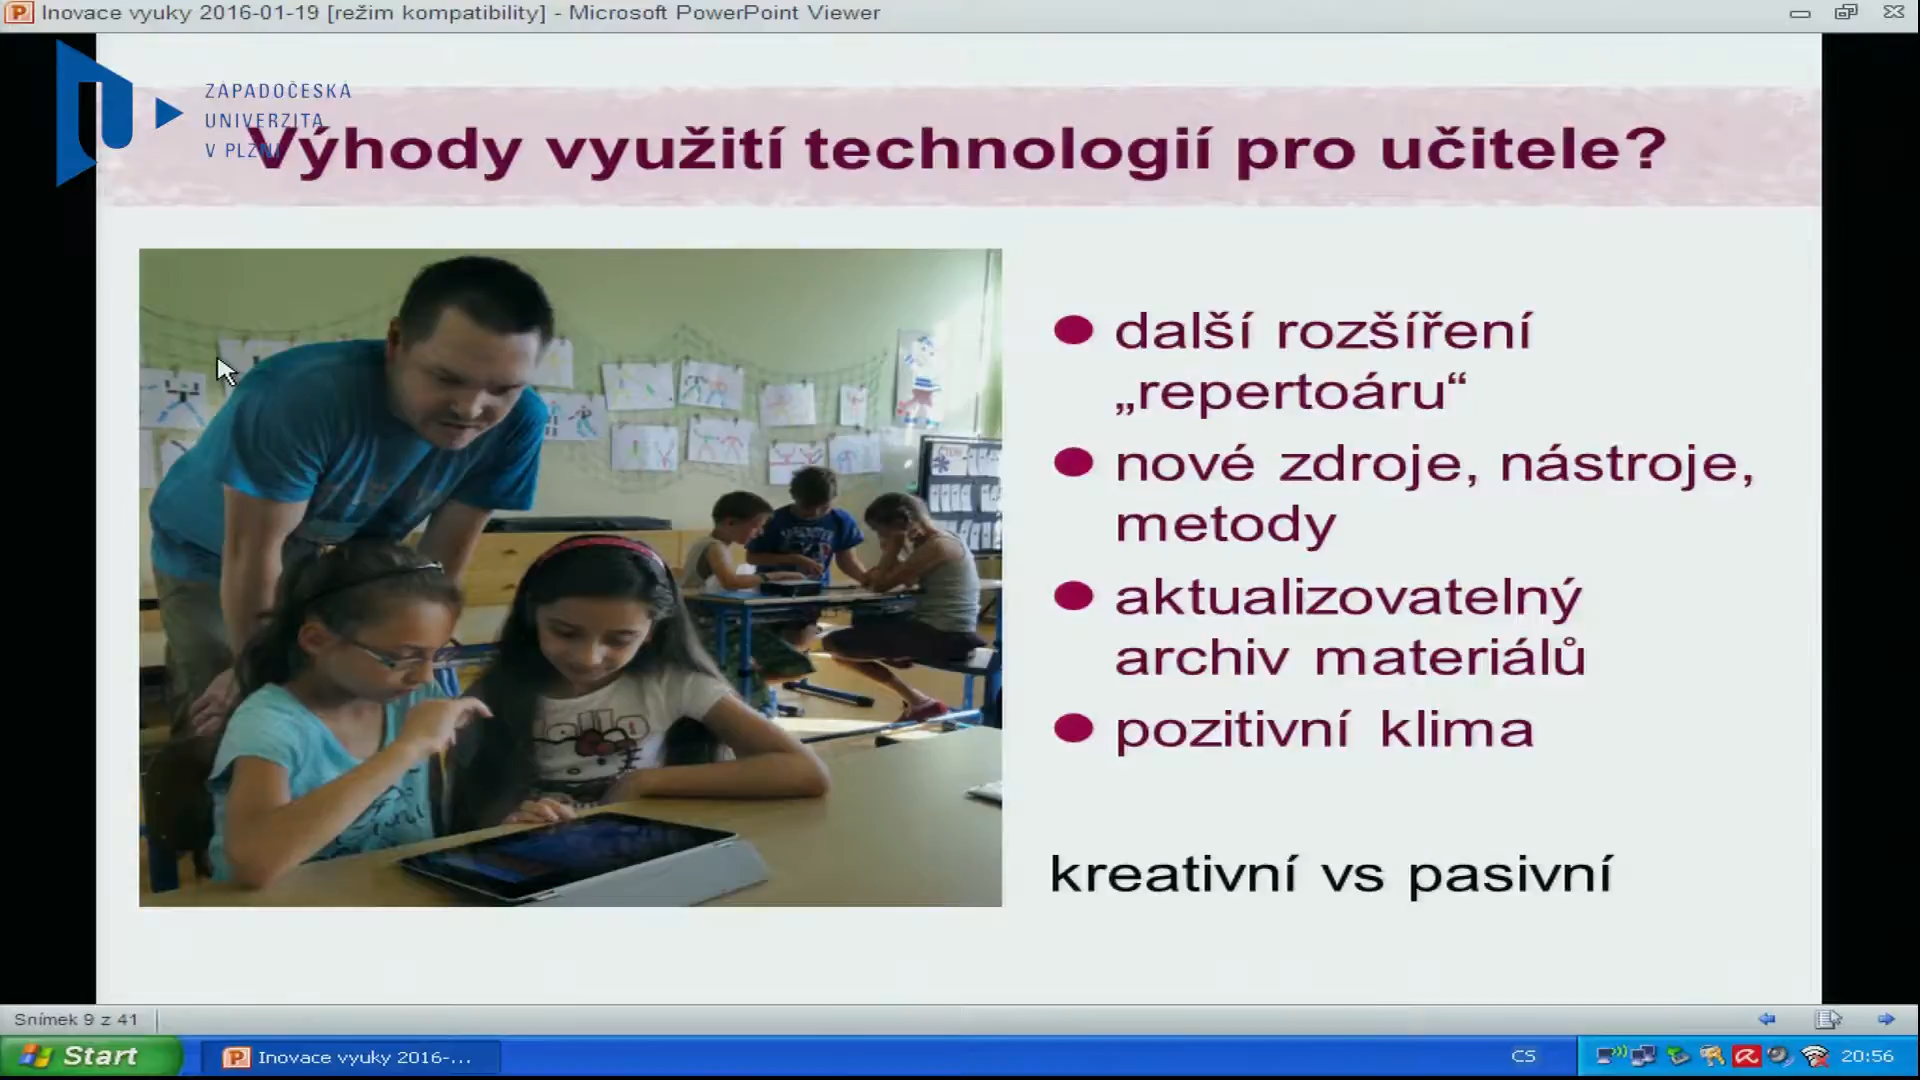 Inovace vyuky 2016-01-19 [režim kompatibility] - Microsoft PowerPoint Viewer
ZÁPADOČESKÁ
UNIVERZITA
V PLZNI
Výhody využití technologií pro učitele?
další rozšíření
„repertoáru“
nové zdroje, nástroje,
metody
aktualizovatelný
archiv materiálů
pozitivní klima
kreativní vs pasivní
Snímek 9 z 41
Start
Inovace vyuky 2016-...
CS
20:56